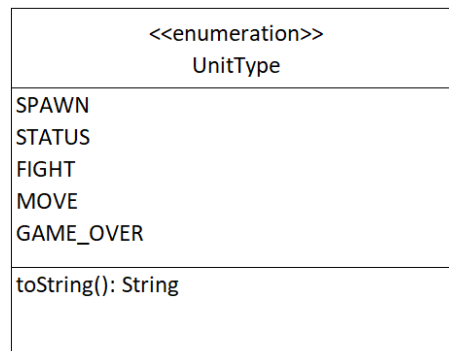 <<enumeration>>
UnitType
SPAWN
STATUS
FIGHT
MOVE
GAME_OVER
toString(): String